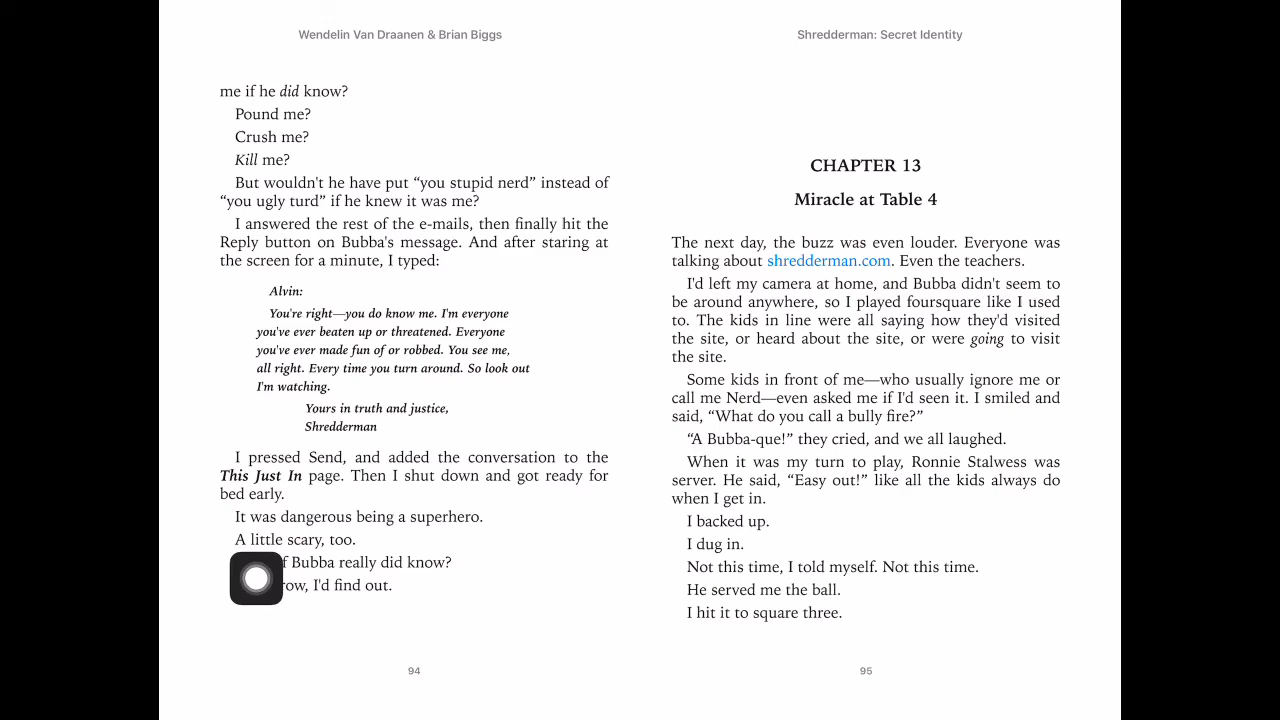 Wendelin Van Draanen & Brian Biggs
me if he did know?
Pound me?
Crush me?
Kill me?
But wouldn't he have put “you stupid nerd” instead of
“you ugly turd” if he knew it was me?
I answered the rest of the e-mails, then finally hit the
Reply button on Bubba's message. And after staring at
the screen for a minute, I typed:
Alvin:
You're right—you do know me. I'm everyone
you've ever beaten up or threatened. Everyone
you've ever made fun of or robbed. You see me,
all right. Every time you turn around. So look out
I'm watching.
Yours in truth and justice,
Shredderman
I pressed Send, and added the conversation to the
This Just In page. Then I shut down and got ready for
bed early.
It was dangerous being a superhero.
A little scary, too.
Bubba really did know?
I'd find out.
94
Shredderman: Secret Identity
CHAPTER 13
Miracle at Table 4
The next day, the buzz was even louder. Everyone was
talking about shredderman.com. Even the teachers.
I'd left my camera at home, and Bubba didn't seem to
be around anywhere, so I played foursquare like I used
to. The kids in line were all saying how they'd visited
the site, or heard about the site, or were going to visit
the site.
Some kids in front of me—who usually ignore me or
call me Nerd—even asked me if I'd seen it. I smiled and
said, “What do you call a bully fire?”
“A Bubba-que!” they cried, and we all laughed.
When it was my turn to play, Ronnie Stalwess was
server. He said, “Easy out!” like all the kids always do
when I get in.
I backed up.
I dug in.
Not this time, I told myself. Not this time.
He served me the ball.
I hit it to square three.
95